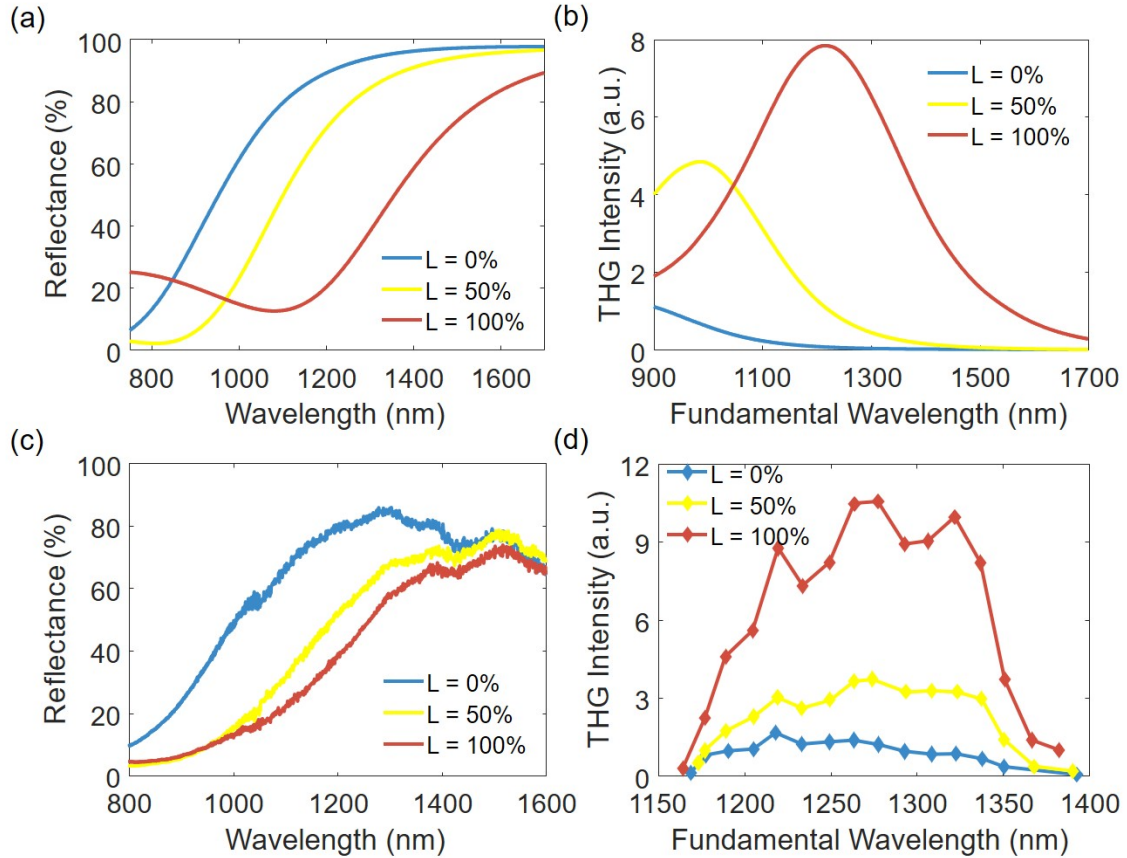 (a)
100
80
60
40
20
0
Reflectance (%)
800 1000 1200 1400 1600
Wavelength (nm)
L = 0%
L = 50%
L = 100%
(b)
8
6
4
2
0
THG Intensity (a.u.)
900 1100 1300 1500 1700
Fundamental Wavelength (nm)
L = 0%
L = 50%
L = 100%
(c)
100
80
60
40
20
0
Reflectance (%)
800 1000 1200 1400 1600
Wavelength (nm)
L = 0%
L = 50%
L = 100%
(d)
12
9
6
3
0
THG Intensity (a.u.)
1150 1200 1250 1300 1350 1400
Fundamental Wavelength (nm)
L = 0%
L = 50%
L = 100%